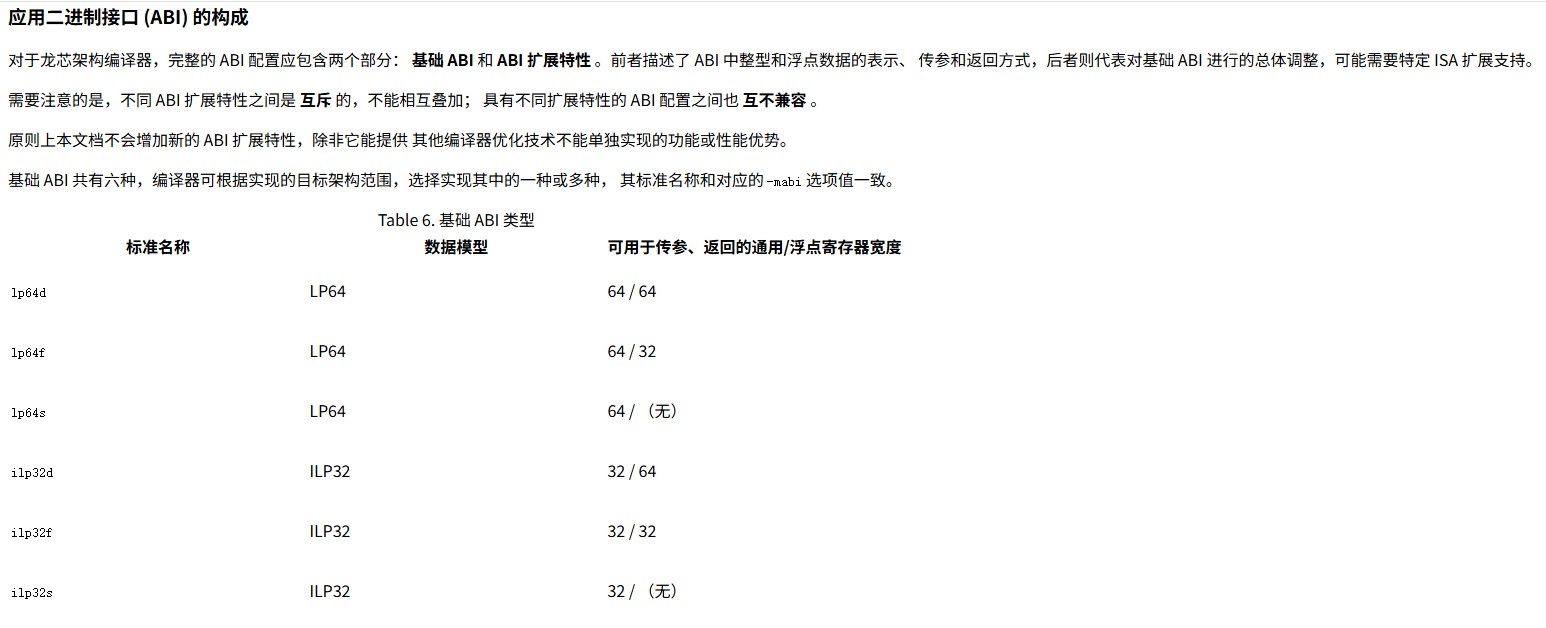 应用二进制接口 (ABI) 的构成
对于龙芯架构编译器，完整的 ABI 配置应包含两个部分： 基础 ABI 和 ABI 扩展特性 。前者描述了 ABI 中整型和浮点数据的表示、 传参和返回方式，后者则代表对基础 ABI 进行的总体调整，可能需要特定 ISA 扩展支持。
需要注意的是，不同 ABI 扩展特性之间是 互斥 的，不能相互叠加； 具有不同扩展特性的 ABI 配置之间也 互不兼容 。
原则上本文档不会增加新的 ABI 扩展特性，除非它能提供 其他编译器优化技术不能单独实现的功能或性能优势。
基础 ABI 共有六种，编译器可根据实现的目标架构范围，选择实现其中的一种或多种， 其标准名称和对应的 -mabi 选项值一致。
Table 6. 基础 ABI 类型
标准名称 数据模型 可用于传参、返回的通用/浮点寄存器宽度
lp64d LP64 64 / 64
lp64f LP64 64 / 32
lp64s LP64 64 / （无）
ilp32d ILP32 32 / 64
ilp32f ILP32 32 / 32
ilp32s ILP32 32 / （无）